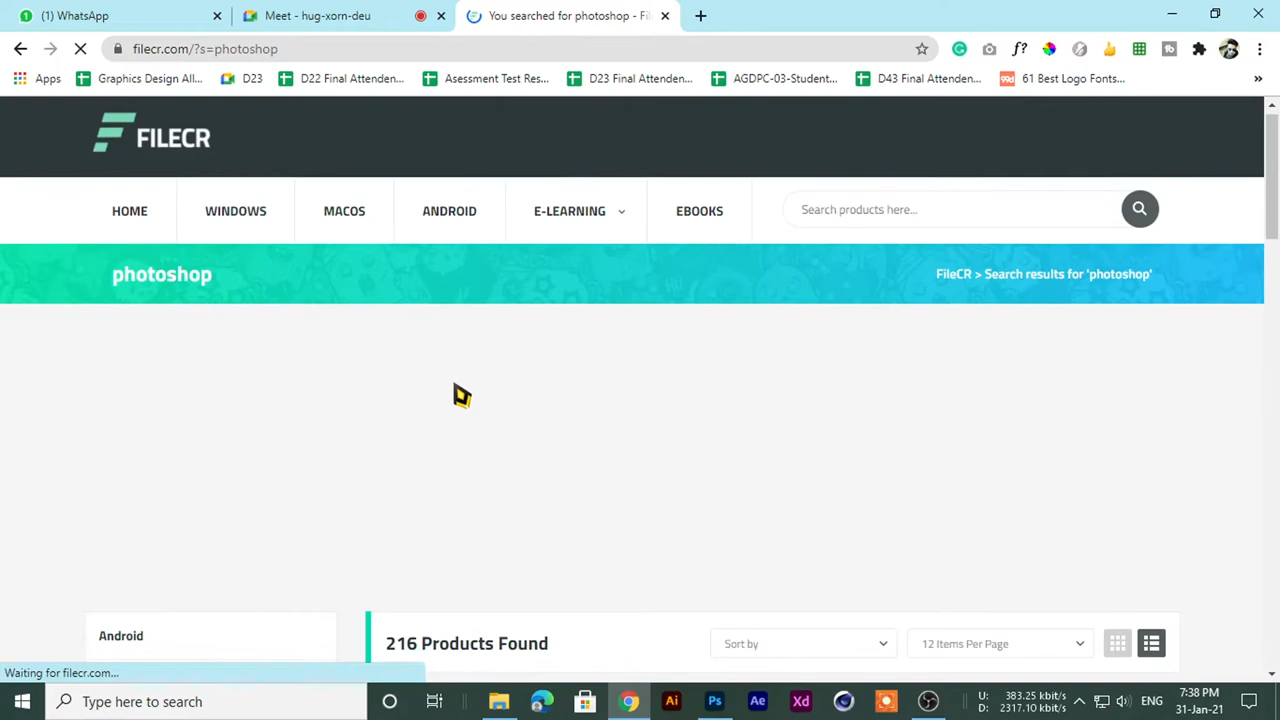 WhatsApp
Meet - hug-xorn-deu
You searched for photoshop - Fil
filecr.com/?s=photoshop
Apps
Graphics Design All...
D23
D22 Final Attenden...
Asessment Test Res...
D23 Final Attenden...
AGDPC-03-Student...
D43 Final Attenden...
61 Best Logo Fonts...
»
FILECR
HOME
WINDOWS
MACOS
ANDROID
E-LEARNING
EBOOKS
Search products here...
photoshop
FileCR > Search results for 'photoshop'
Android
216 Products Found
Sort by
12 Items Per Page
Waiting for filecr.com...
Type here to search
Ai
Ps
Ae
Xd
U: 383.25 kbit/s
D: 2317.10 kbit/s
ENG
7:38 PM
31-Jan-21